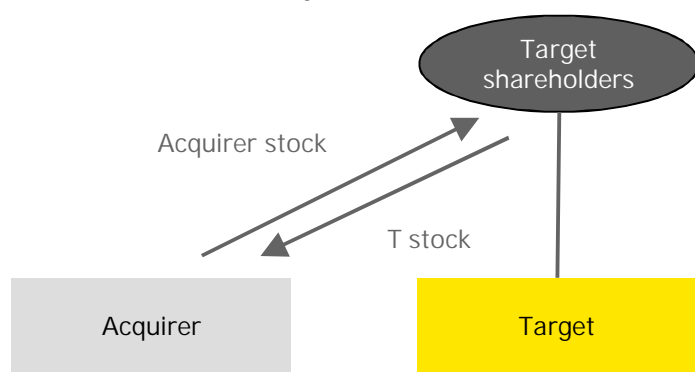 Target
shareholders
Acquirer stock
T stock
Acquirer
Target